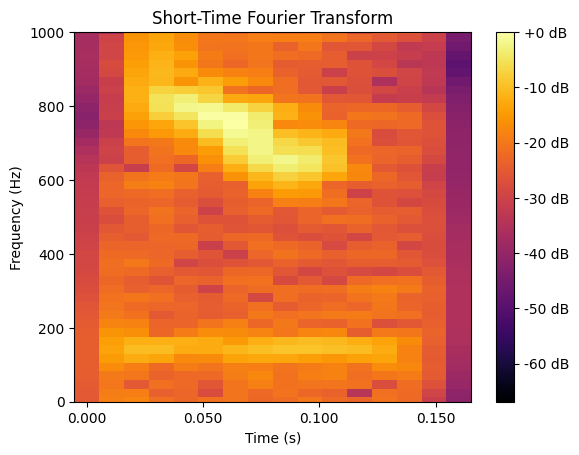 Short-Time Fourier Transform
1000
800
600
400
200
0
Frequency (Hz)
0.000
0.050
0.100
0.150
Time (s)
+0 dB
-10 dB
-20 dB
-30 dB
-40 dB
-50 dB
-60 dB